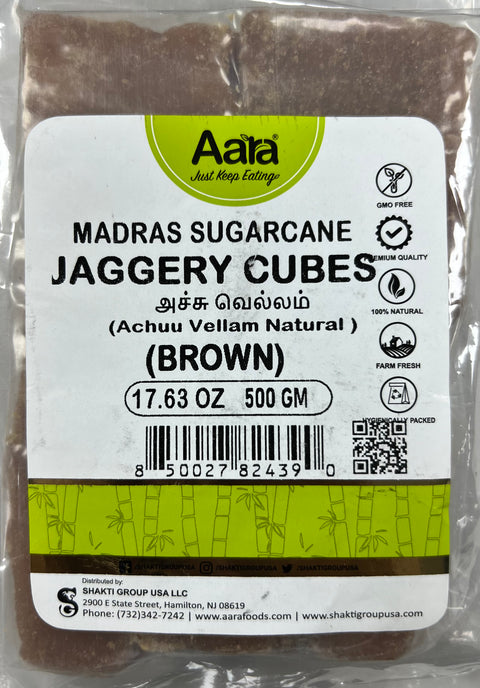 Aara®
Just Keep Eating
MADRAS SUGARCANE
JAGGERY CUBES
அச்சு வெல்லம்
(Achuu Vellam Natural )
(BROWN)
17.63 OZ 500 GM
GMO FREE
EMIUM QUALITY
100% NATURAL
FARM FRESH
HYGIENICALLY PACKED
8 50027 82439 0
/SHAKTIGROUPUSA /SHAKTIGROUPUSA /SHAKTIGROUPUSA
Distributed by:
SHAKTI GROUP USA LLC
2900 E State Street, Hamilton, NJ 08619
Phone: (732)342-7242 | www.aarafoods.com | www.shaktigroupusa.com